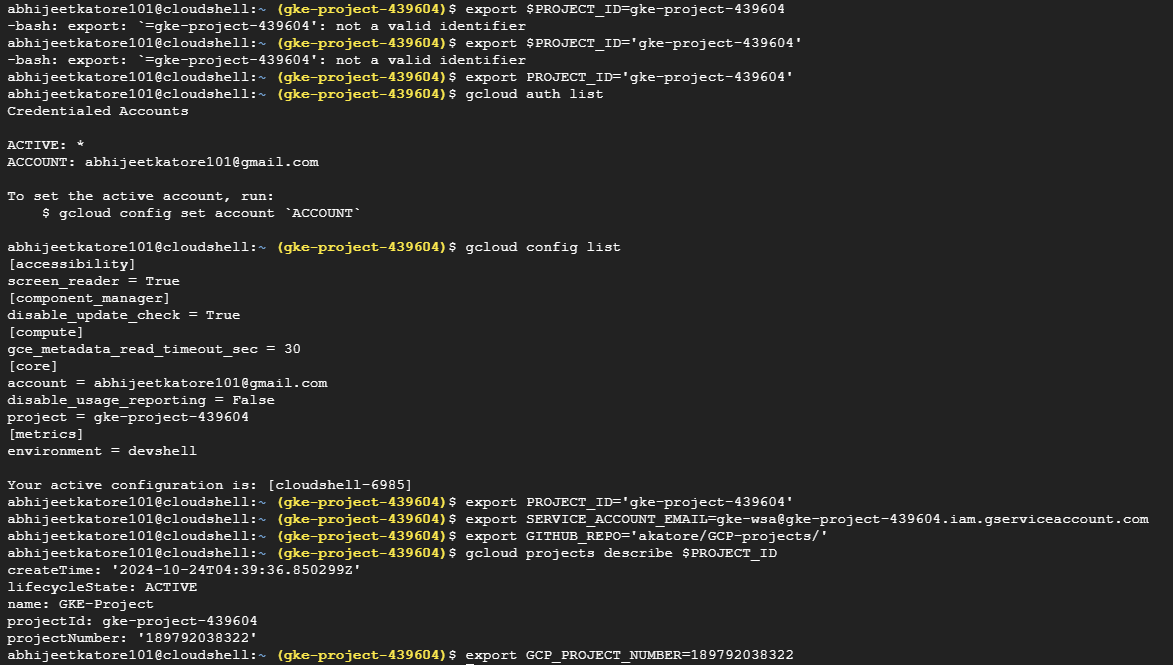 abhijeetkatore101@cloudshell:~ (gke-project-439604)$ export $PROJECT_ID=gke-project-439604
-bash: export: `=gke-project-439604': not a valid identifier
abhijeetkatore101@cloudshell:~ (gke-project-439604)$ export $PROJECT_ID='gke-project-439604'
-bash: export: `=gke-project-439604': not a valid identifier
abhijeetkatore101@cloudshell:~ (gke-project-439604)$ export PROJECT_ID='gke-project-439604'
abhijeetkatore101@cloudshell:~ (gke-project-439604)$ gcloud auth list
Credentialed Accounts
ACTIVE: *
ACCOUNT: abhijeetkatore101@gmail.com
To set the active account, run:
    $ gcloud config set account `ACCOUNT`
abhijeetkatore101@cloudshell:~ (gke-project-439604)$ gcloud config list
[accessibility]
screen_reader = True
[component_manager]
disable_update_check = True
[compute]
gce_metadata_read_timeout_sec = 30
[core]
account = abhijeetkatore101@gmail.com
disable_usage_reporting = False
project = gke-project-439604
[metrics]
environment = devshell
Your active configuration is: [cloudshell-6985]
abhijeetkatore101@cloudshell:~ (gke-project-439604)$ export PROJECT_ID='gke-project-439604'
abhijeetkatore101@cloudshell:~ (gke-project-439604)$ export SERVICE_ACCOUNT_EMAIL=gke-wsa@gke-project-439604.iam.gserviceaccount.com
abhijeetkatore101@cloudshell:~ (gke-project-439604)$ export GITHUB_REPO='akatore/GCP-projects/'
abhijeetkatore101@cloudshell:~ (gke-project-439604)$ gcloud projects describe $PROJECT_ID
createTime: '2024-10-24T04:39:36.850299Z'
lifecycleState: ACTIVE
name: GKE-Project
projectId: gke-project-439604
projectNumber: '189792038322'
abhijeetkatore101@cloudshell:~ (gke-project-439604)$ export GCP_PROJECT_NUMBER=189792038322